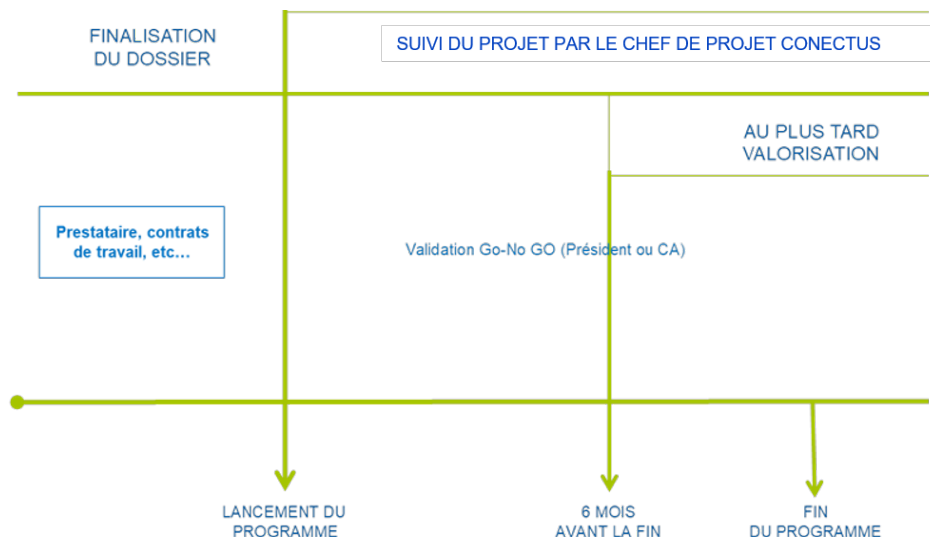 FINALISATION
DU DOSSIER
SUIVI DU PROJET PAR LE CHEF DE PROJET CONECTUS
AU PLUS TARD
VALORISATION
Prestataire, contrats
de travail, etc...
Validation Go-No GO (Président ou CA)
LANCEMENT DU
PROGRAMME
6 MOIS
AVANT LA FIN
FIN
DU PROGRAMME